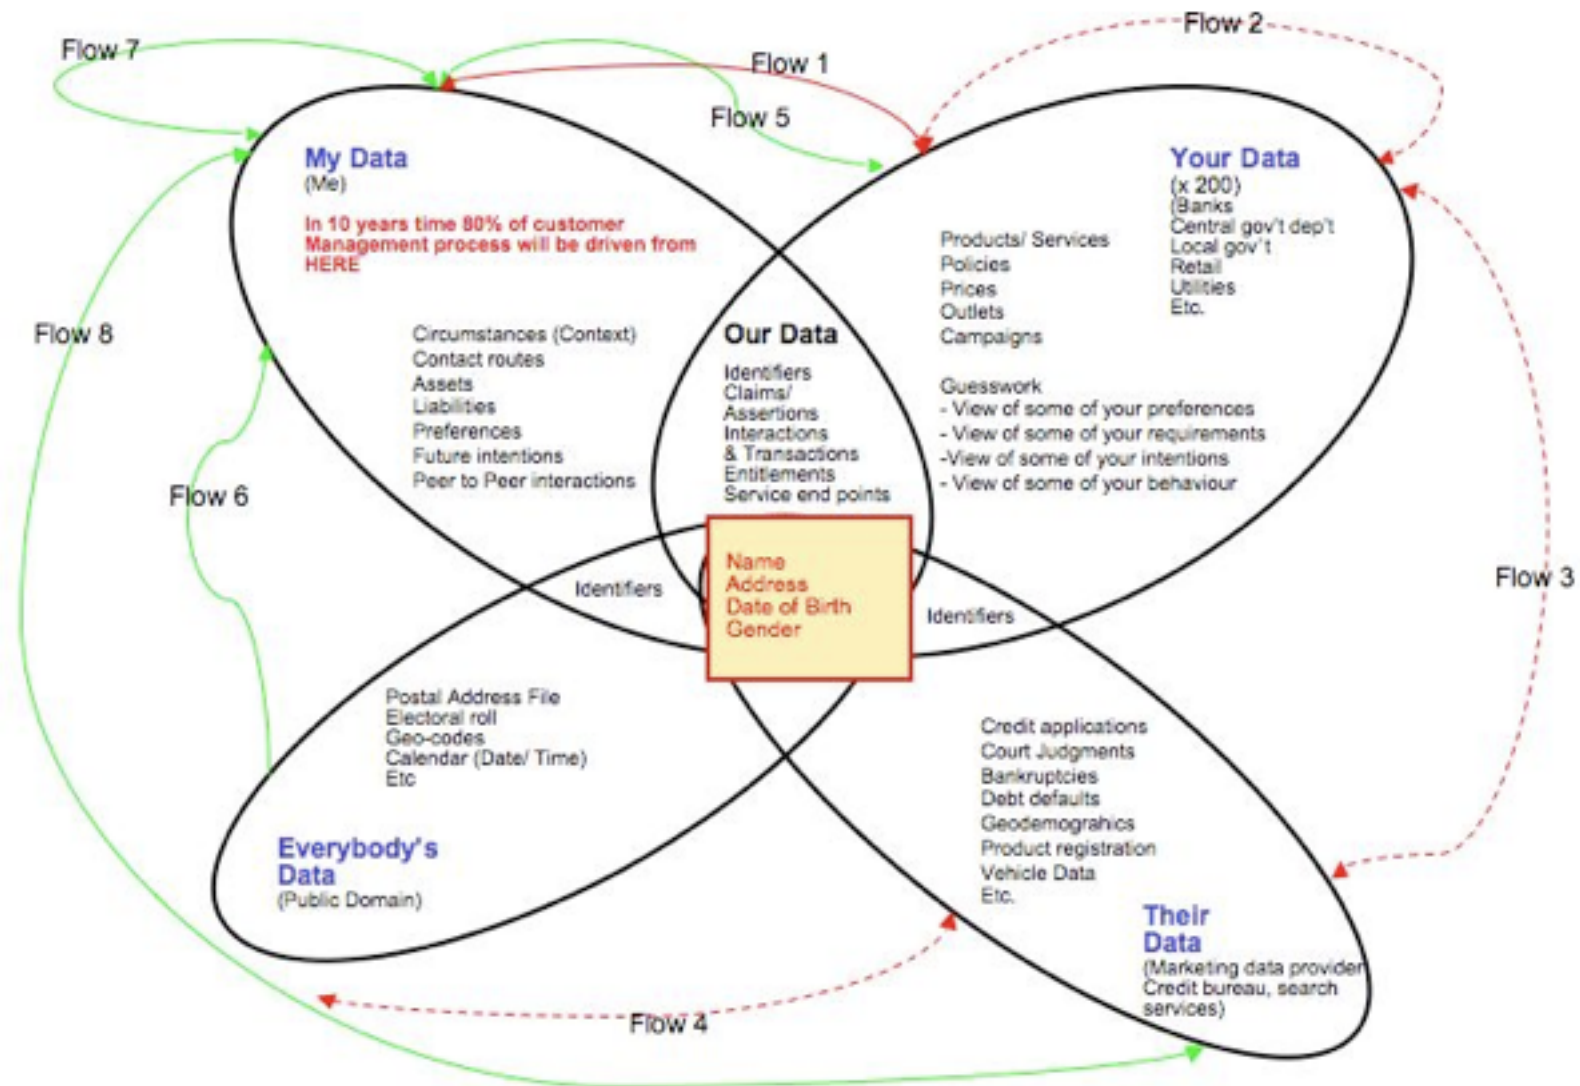 Flow 7
Flow 1
Flow 2
Flow 5
My Data
(Me)
In 10 years time 80% of customer
Management process will be driven from
HERE
Circumstances (Context)
Contact routes
Assets
Liabilities
Preferences
Future intentions
Peer to Peer interactions
Your Data
(x 200)
(Banks
Central gov't dep't
Local gov't
Retail
Utilities
Etc.
Products/ Services
Policies
Prices
Outlets
Campaigns
Guesswork
- View of some of your preferences
- View of some of your requirements
-View of some of your intentions
- View of some of your behaviour
Our Data
Identifiers
Claims/
Assertions
Interactions
& Transactions
Entitlements
Service end points
Flow 8
Flow 6
Flow 3
Identifiers
Name
Address
Date of Birth
Gender
Identifiers
Postal Address File
Electoral roll
Geo-codes
Calendar (Date/ Time)
Etc
Everybody's
Data
(Public Domain)
Credit applications
Court Judgments
Bankruptcies
Debt defaults
Geodemograhics
Product registration
Vehicle Data
Etc.
Their
Data
(Marketing data provider
Credit bureau, search
services)
Flow 4